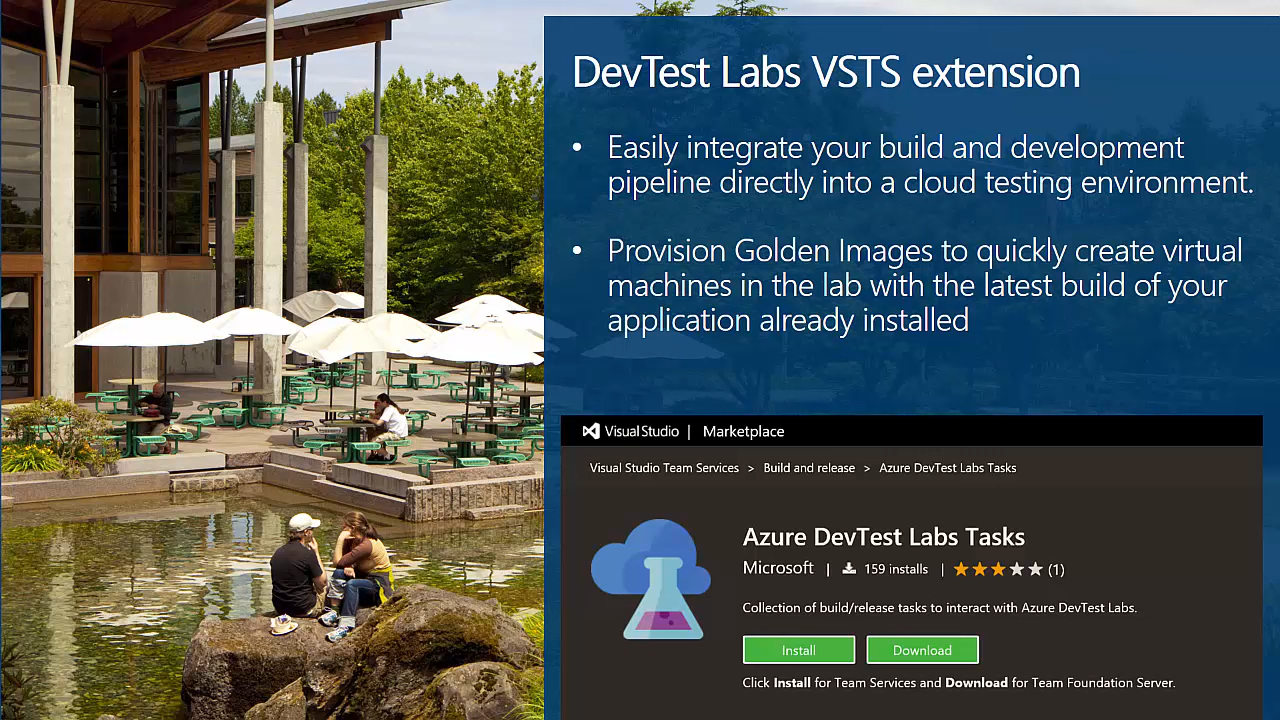 DevTest Labs VSTS extension
• Easily integrate your build and development
pipeline directly into a cloud testing environment.
• Provision Golden Images to quickly create virtual
machines in the lab with the latest build of your
application already installed
Visual Studio | Marketplace
Visual Studio Team Services > Build and release > Azure DevTest Labs Tasks
Azure DevTest Labs Tasks
Microsoft | 159 installs | (1)
Collection of build/release tasks to interact with Azure DevTest Labs.
Install Download
Click Install for Team Services and Download for Team Foundation Server.